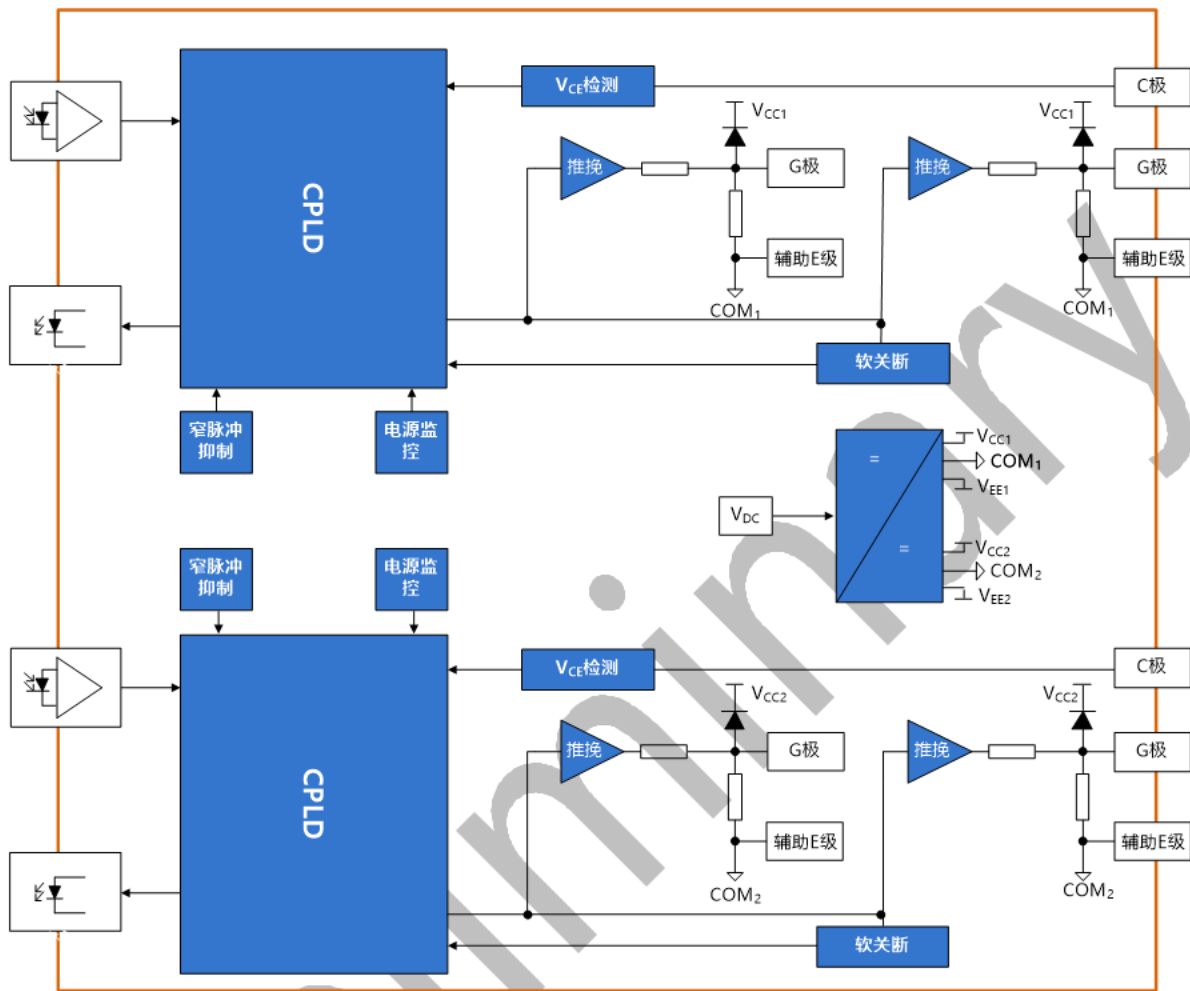 VCE检测
C极
VCC1
VCC1
推挽
G极
推挽
G极
CPLD
辅助E级
辅助E级
COM1
COM1
软关断
窄脉冲
抑制
电源监
控
=
VCC1
COM1
VEE1
VDC
=
VCC2
COM2
VEE2
窄脉冲
抑制
电源监
控
VCE检测
C极
VCC2
VCC2
推挽
G极
推挽
G极
CPLD
辅助E级
辅助E级
COM2
COM2
软关断